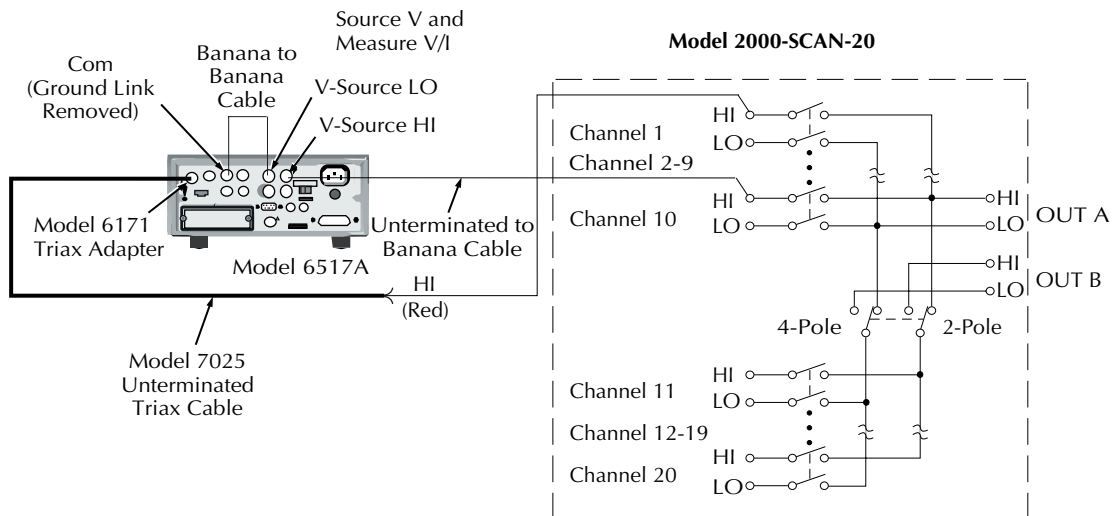 Source V and
Measure V/I
Model 2000-SCAN-20
Com
(Ground Link
Removed)
Banana to
Banana
Cable
V-Source LO
V-Source HI
HI
Channel 1
LO
Channel 2-9
Model 6171
Triax Adapter
Unterminated to
Banana Cable
HI
Channel 10
LO
HI
OUT A
LO
Model 6517A
HI
(Red)
HI
OUT B
LO
4-Pole
2-Pole
Model 7025
Unterminated
Triax Cable
HI
Channel 11
LO
Channel 12-19
HI
Channel 20
LO